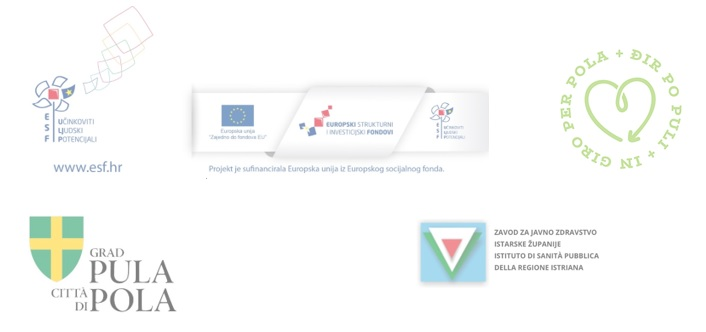 E UČINKOVITI
S LJUDSKI
F POTENCIJALI
www.esf.hr
Europska unija
"Zajedno do fondova EU"
EUROPSKI STRUKTURNI
I INVESTICIJSKI FONDOVI
E UČINKOVITI
S LJUDSKI
F POTENCIJALI
Projekt je sufinancirala Europska unija iz Europskog socijalnog fonda.
ĐIR PO PULI + IN GIRO PER POLA +
GRAD
PULA
CITTÀ
DI POLA
ZAVOD ZA JAVNO ZDRAVSTVO
ISTARSKE ŽUPANIJE
ISTITUTO DI SANITÀ PUBBLICA
DELLA REGIONE ISTRIANA